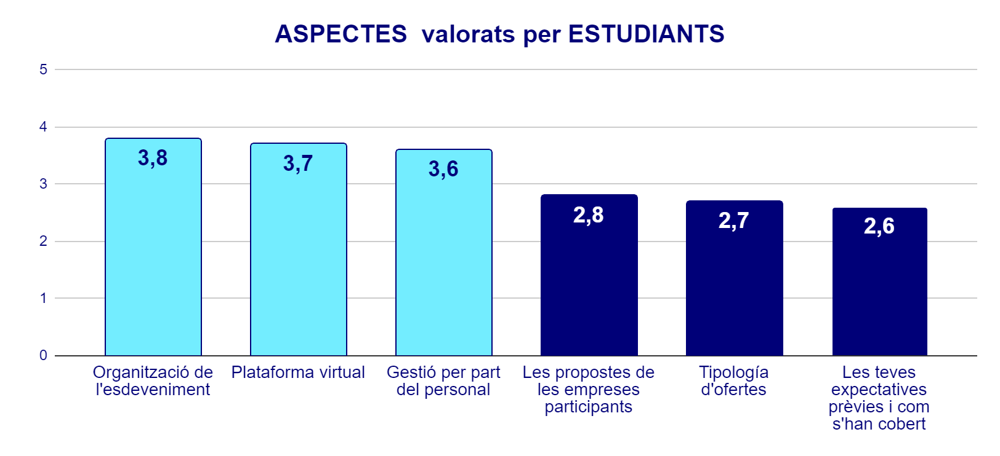 ASPECTES  valorats per ESTUDIANTS
5
4
3
2
1
0
3,8
3,7
3,6
2,8
2,7
2,6
Organització de
l'esdeveniment
Plataforma virtual
Gestió per part
del personal
Les propostes de
les empreses
participants
Tipología
d'ofertes
Les teves
expectatives
prèvies i com
s'han cobert